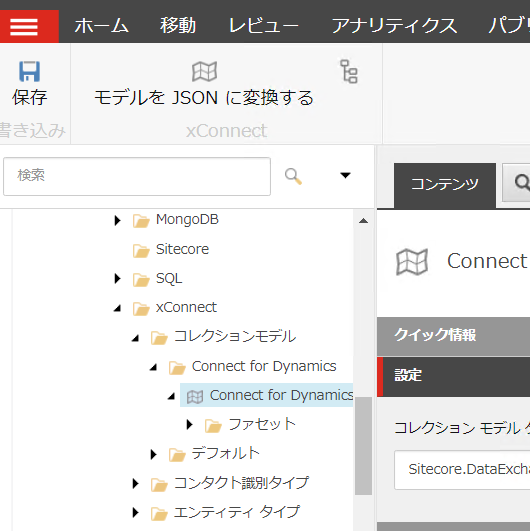 ホーム 移動 レビュー アナリティクス パブリ
保存
モデルを JSON に変換する
書き込み
xConnect
検索
コンテンツ
MongoDB
Sitecore
SQL
xConnect
コレクションモデル
Connect for Dynamics
Connect for Dynamics
ファセット
デフォルト
コンタクト識別タイプ
エンティティ タイプ
Connect
クイック情報
設定
コレクション モデル
Sitecore.DataExch